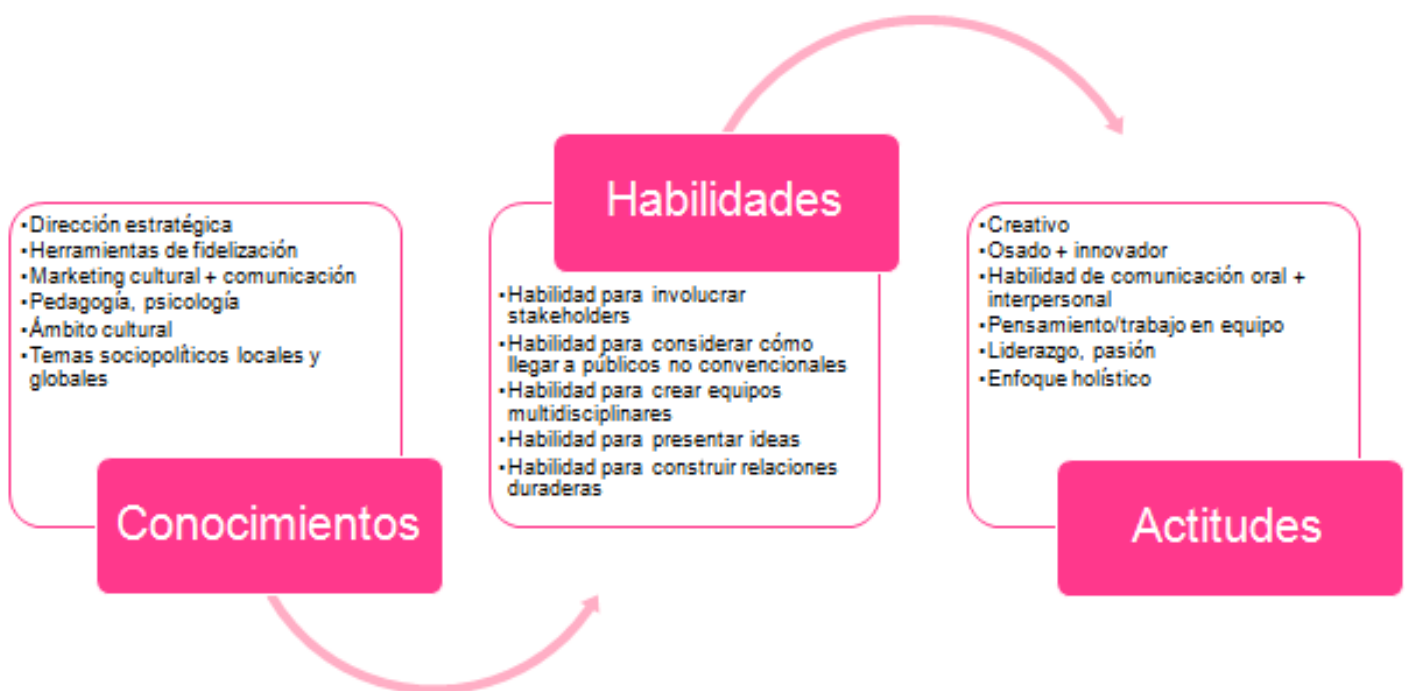 •Dirección estratégica
•Herramientas de fidelización
•Marketing cultural + comunicación
•Pedagogía, psicología
•Ámbito cultural
•Temas sociopolíticos locales y
globales
Conocimientos
Habilidades
•Habilidad para involucrar
stakeholders
•Habilidad para considerar cómo
llegar a públicos no convencionales
•Habilidad para crear equipos
multidisciplinares
•Habilidad para presentar ideas
•Habilidad para construir relaciones
duraderas
•Creativo
•Osado + innovador
•Habilidad de comunicación oral +
interpersonal
•Pensamiento/trabajo en equipo
•Liderazgo, pasión
•Enfoque holístico
Actitudes